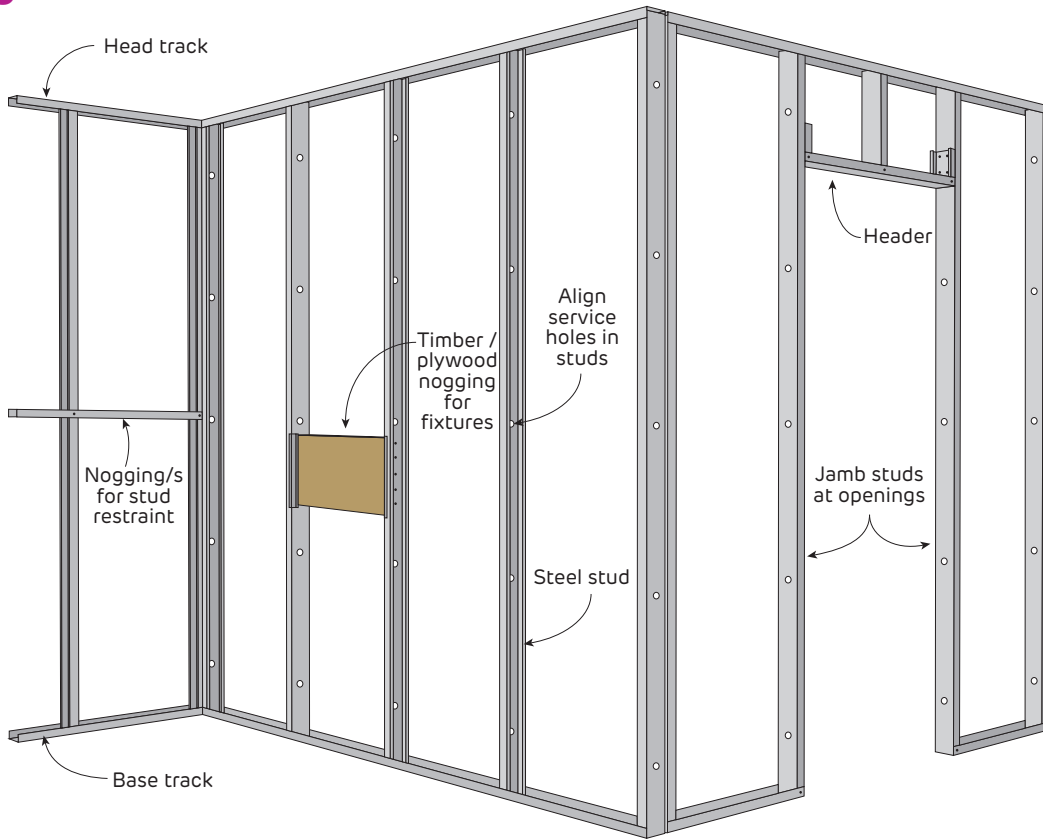 Head track
Header
Align
service
holes in
studs
Timber /
plywood
nogging
for
fixtures
Nogging/s
for stud
restraint
Jamb studs
at openings
Steel stud
Base track